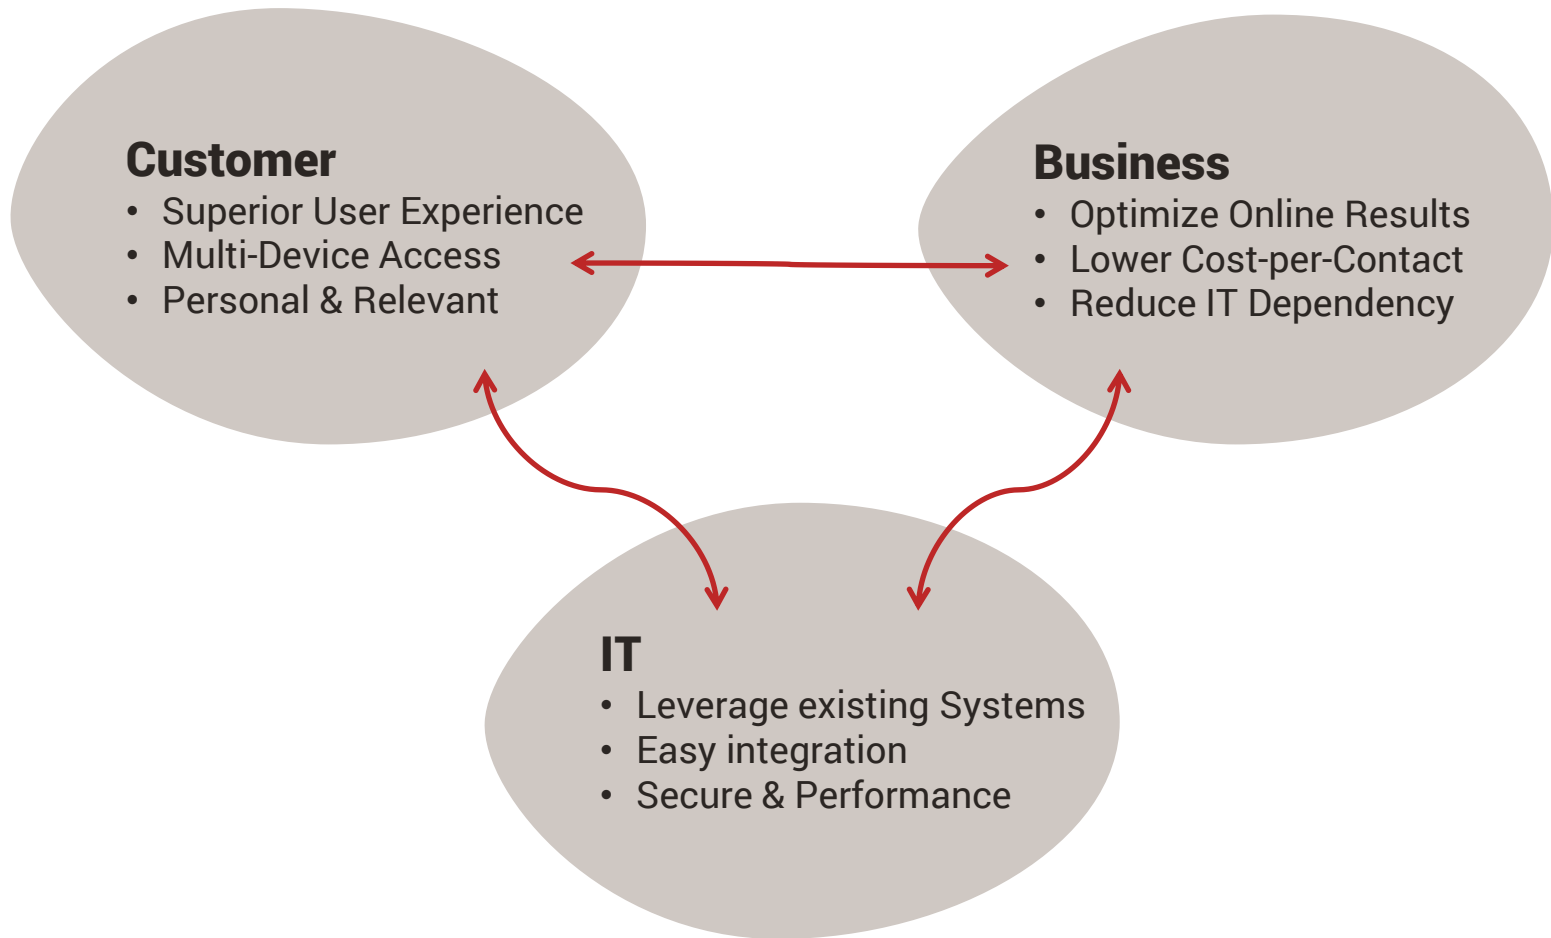 Customer
• Superior User Experience
• Multi-Device Access
• Personal & Relevant
Business
• Optimize Online Results
• Lower Cost-per-Contact
• Reduce IT Dependency
IT
• Leverage existing Systems
• Easy integration
• Secure & Performance